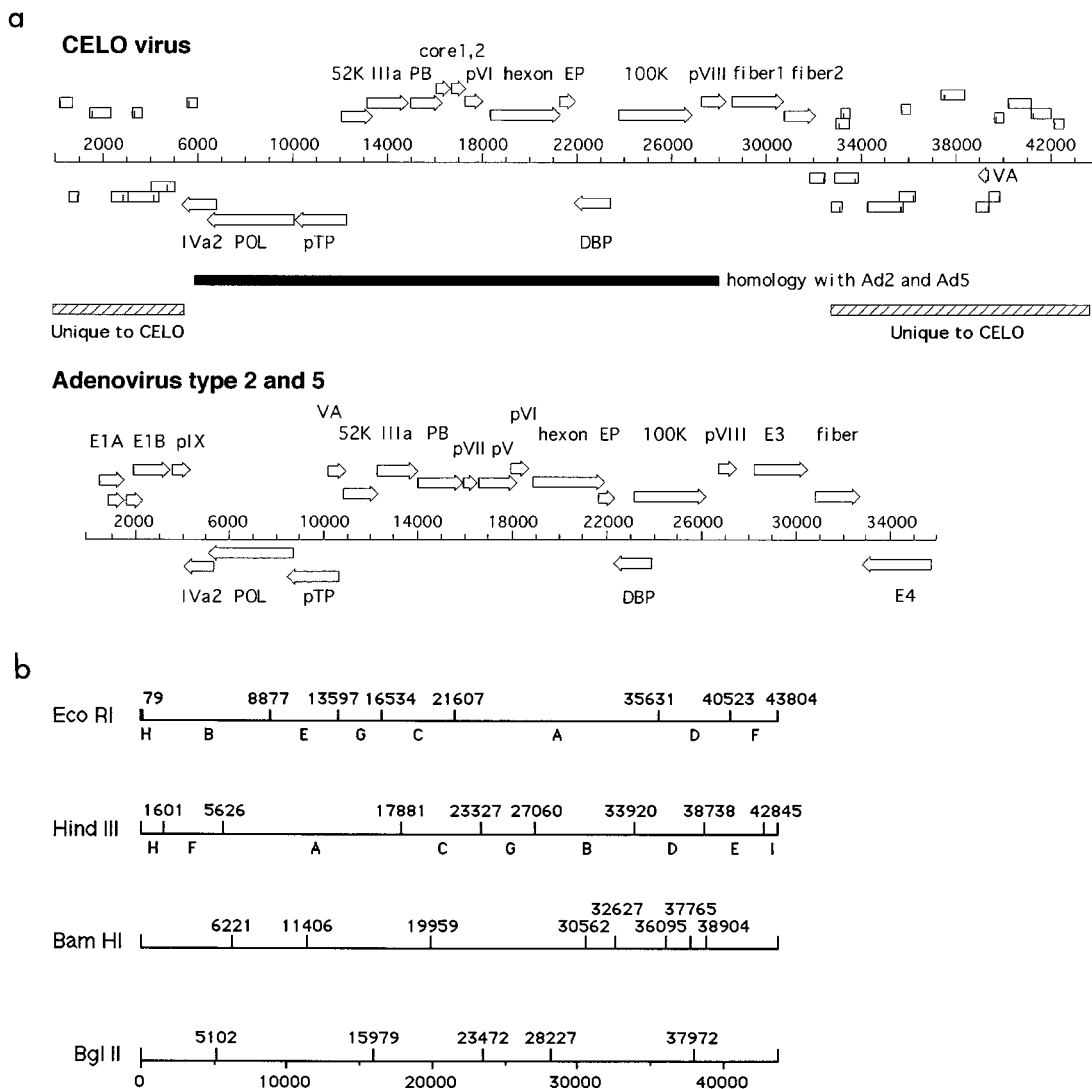 a
CELO virus
core1,2
52K IIIa PB pVI hexon EP 100K pVIII fiber1 fiber2
2000 6000 10000 14000 18000 22000 26000 30000 34000 38000 42000
VA
IVa2 POL pTP DBP
homology with Ad2 and Ad5
Unique to CELO Unique to CELO
Adenovirus type 2 and 5
VA pVI
E1A E1B pIX 52K IIIa PB hexon EP 100K pVIII E3 fiber
pVII pV
2000 6000 10000 14000 18000 22000 26000 30000 34000
IVa2 POL pTP DBP E4
b
79 8877 13597 16534 21607 35631 40523 43804
Eco RI
H B E G C A D F
1601 5626 17881 23327 27060 33920 38738 42845
Hind III
H F A C G B D E I
32627 37765
6221 11406 19959 30562 36095 38904
Bam HI
5102 15979 23472 28227 37972
Bgl II
0 10000 20000 30000 40000